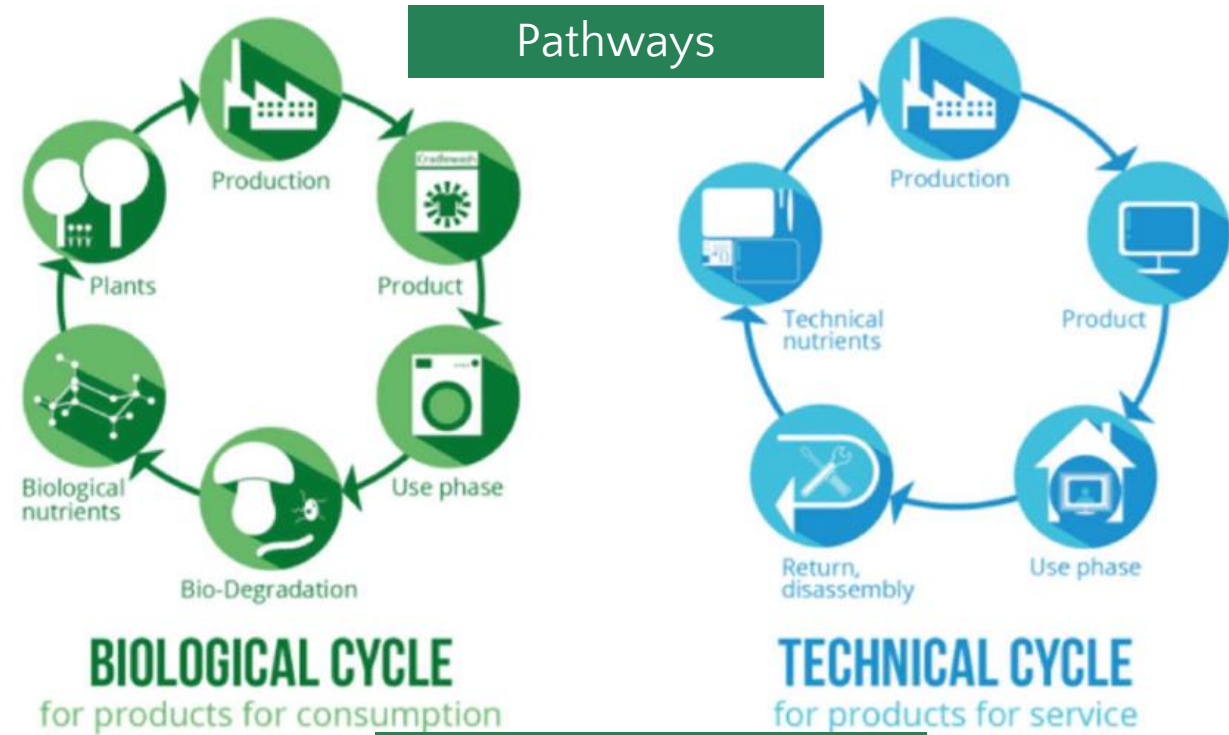 Pathways
Production
Cradlewash
Product
Use phase
Bio-Degradation
Biological
nutrients
Plants
BIOLOGICAL CYCLE
for products for consumption
Production
Product
Use phase
Return,
disassembly
Technical
nutrients
TECHNICAL CYCLE
for products for service